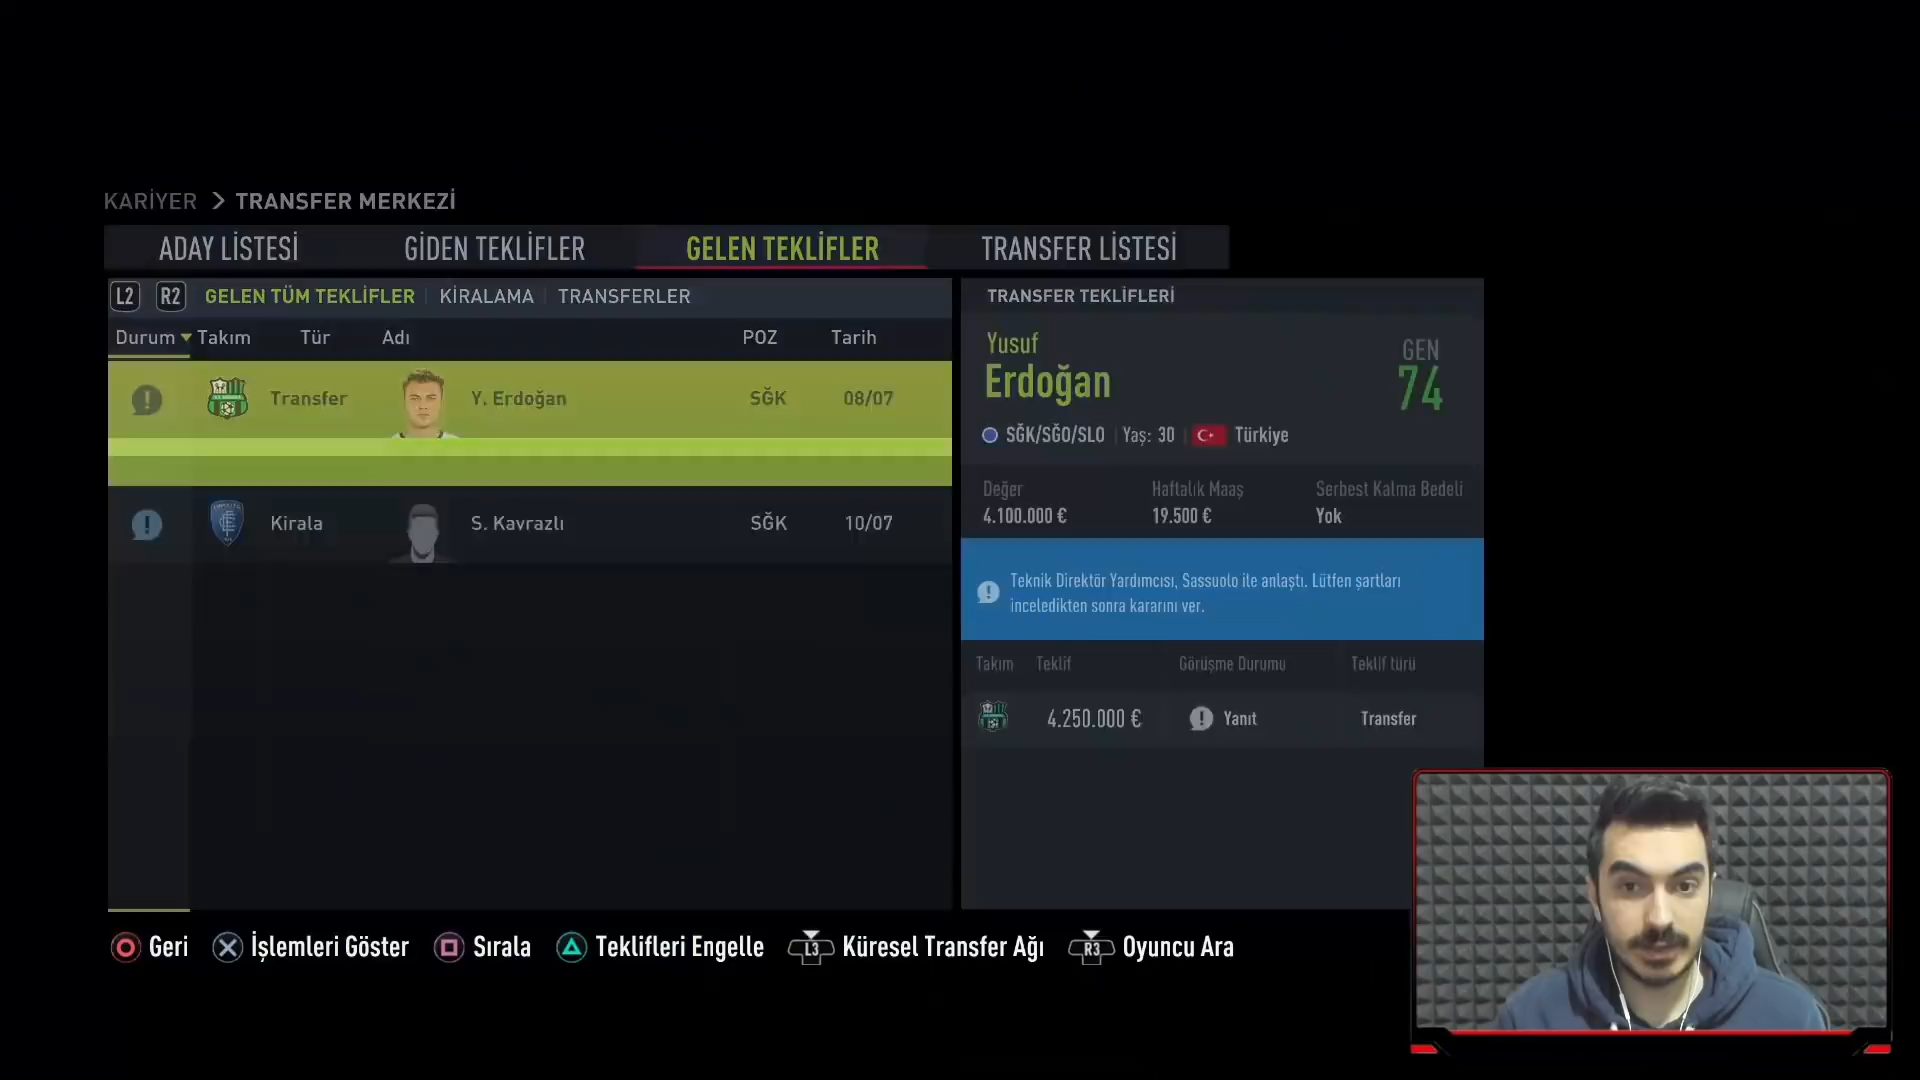 KARİYER > TRANSFER MERKEZİ
ADAY LİSTESİ GİDEN TEKLİFLER GELEN TEKLİFLER TRANSFER LİSTESİ
L2 R2 GELEN TÜM TEKLİFLER KİRALAMA TRANSFERLER
Durum Takım Tür Adı POZ Tarih
Transfer Y. Erdoğan SĞK 08/07
Kirala S. Kavrazlı SĞK 10/07
TRANSFER TEKLİFLERİ
Yusuf
Erdoğan
GEN
74
SĞK/SĞO/SLO Yaş: 30 Türkiye
Değer Haftalık Maaş Serbest Kalma Bedeli
4.100.000 € 19.500 € Yok
Teknik Direktör Yardımcısı, Sassuolo ile anlaştı. Lütfen şartları
inceledikten sonra kararını ver.
Takım Teklif Görüşme Durumu Teklif türü
4.250.000 € Yanıt Transfer
Geri İşlemleri Göster Sırala Teklifleri Engelle L3 Küresel Transfer Ağı R3 Oyuncu Ara